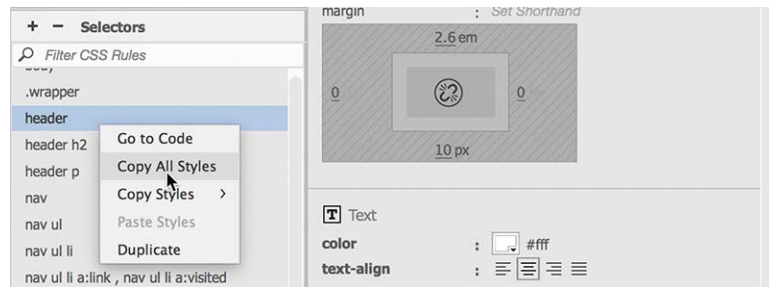 + − Selectors
Filter CSS Rules
body
.wrapper
header
header h2
header p
nav
nav ul
nav ul li
nav ul li a:link , nav ul li a:visited
Go to Code
Copy All Styles
Copy Styles >
Paste Styles
Duplicate
margin : Set Shorthand
2.6 em
0
0
10 px
T Text
color : #fff
text-align :